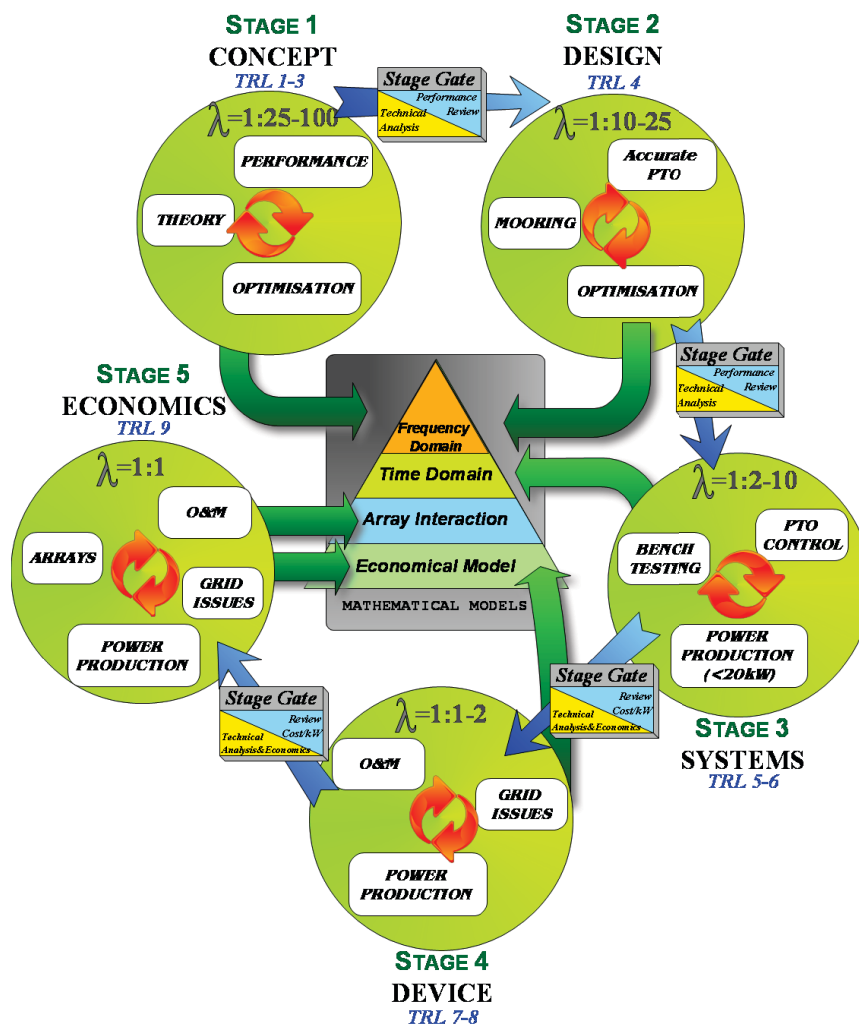 STAGE 1
CONCEPT
TRL 1-3
λ=1:25-100
PERFORMANCE
THEORY
OPTIMISATION
Stage Gate
Performance
Review
Technical
Analysis
STAGE 2
DESIGN
TRL 4
λ=1:10-25
Accurate
PTO
MOORING
OPTIMISATION
Stage Gate
Performance
Review
Technical
Analysis
STAGE 5
ECONOMICS
TRL 9
λ=1:1
O&M
ARRAYS
GRID
ISSUES
POWER
PRODUCTION
Frequency
Domain
Time Domain
Array Interaction
Economical Model
MATHEMATICAL MODELS
λ=1:2-10
PTO
CONTROL
BENCH
TESTING
POWER
PRODUCTION
(<20kW)
STAGE 3
SYSTEMS
TRL 5-6
Stage Gate
Review
Cost/kW
Technical
Analysis&Economics
Stage Gate
Review
Cost/kW
Technical
Analysis&Economics
λ=1:1-2
O&M
GRID
ISSUES
POWER
PRODUCTION
STAGE 4
DEVICE
TRL 7-8